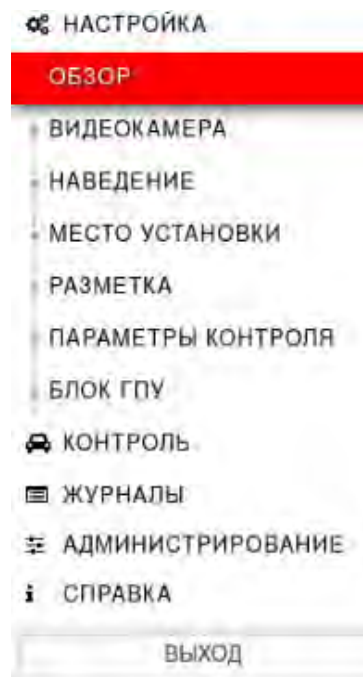 НАСТРОЙКА
ОБЗОР
ВИДЕОКАМЕРА
НАВЕДЕНИЕ
МЕСТО УСТАНОВКИ
РАЗМЕТКА
ПАРАМЕТРЫ КОНТРОЛЯ
БЛОК ГПУ
КОНТРОЛЬ
ЖУРНАЛЫ
АДМИНИСТРИРОВАНИЕ
СПРАВКА
ВЫХОД